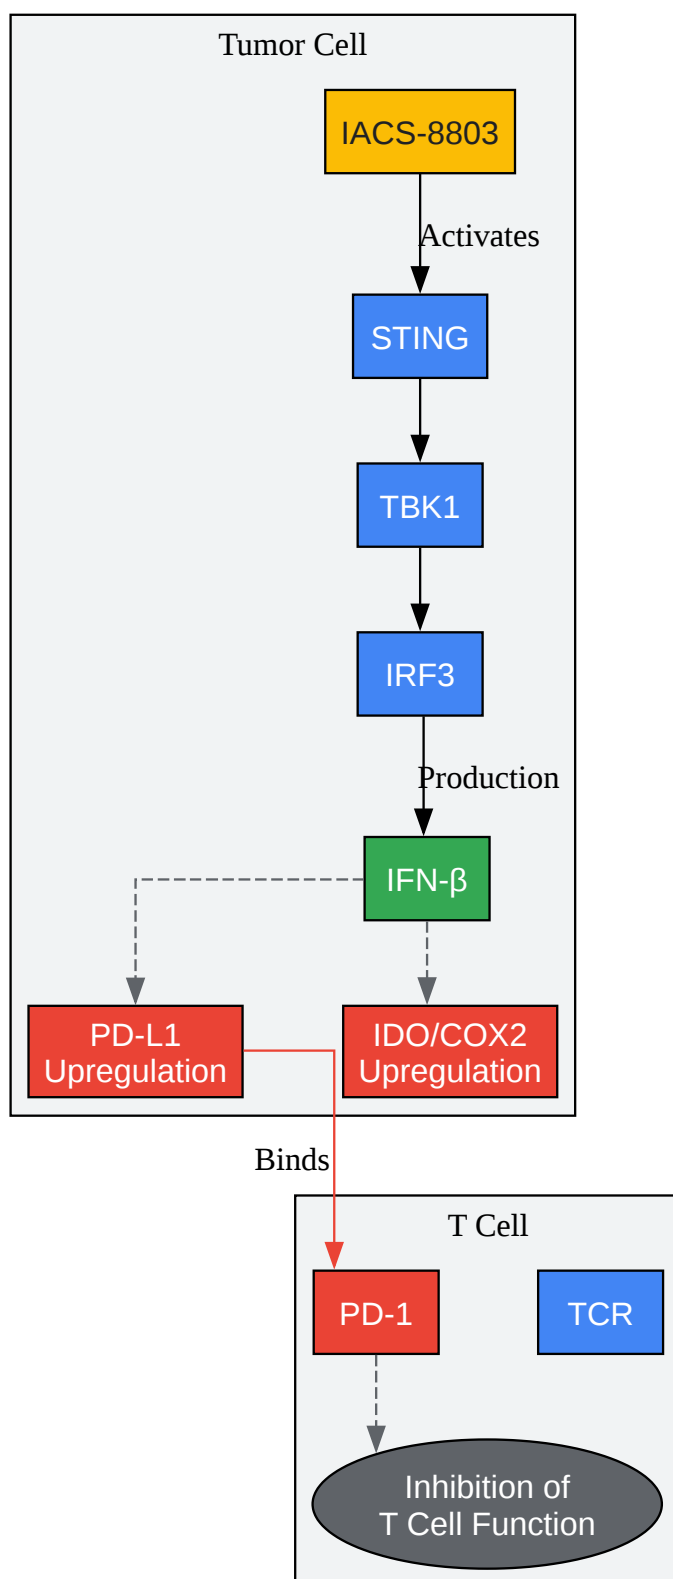 Tumor Cell
IACS-8803
Activates
STING
TBK1
IRF3
Production
IFN-β
PD-L1
Upregulation
IDO/COX2
Upregulation
Binds
T Cell
PD-1
TCR
Inhibition of
T Cell Function